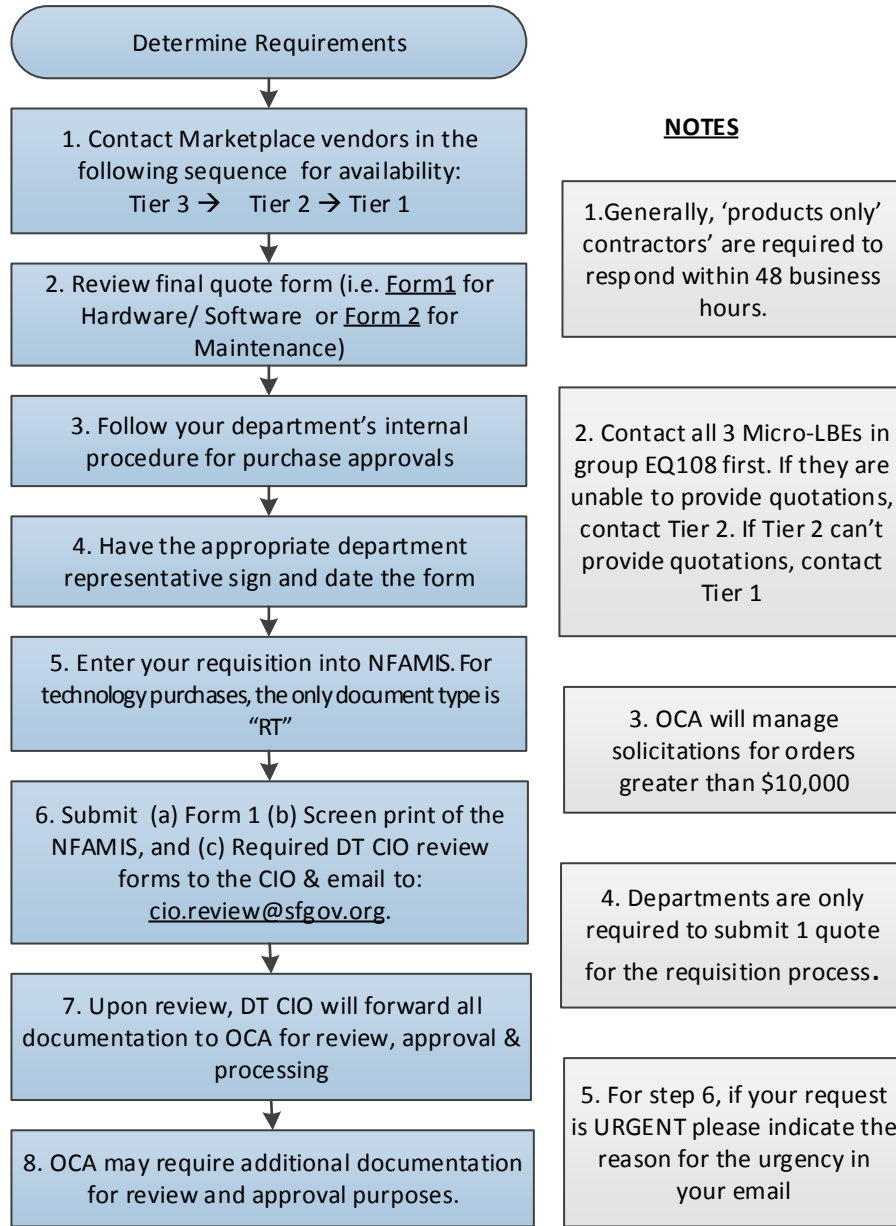 Determine Requirements
1. Contact Marketplace vendors in the
following sequence for availability:
Tier 3 → Tier 2 → Tier 1
2. Review final quote form (i.e. Form1 for
Hardware/ Software or Form 2 for
Maintenance)
3. Follow your department’s internal
procedure for purchase approvals
4. Have the appropriate department
representative sign and date the form
5. Enter your requisition into NFAMIS. For
technology purchases, the only document type is
“RT”
6. Submit (a) Form 1 (b) Screen print of the
NFAMIS, and (c) Required DT CIO review
forms to the CIO & email to:
cio.review@sfgov.org.
7. Upon review, DT CIO will forward all
documentation to OCA for review, approval &
processing
8. OCA may require additional documentation
for review and approval purposes.
NOTES
1.Generally, ‘products only’
contractors’ are required to
respond within 48 business
hours.
2. Contact all 3 Micro-LBEs in
group EQ108 first. If they are
unable to provide quotations,
contact Tier 2. If Tier 2 can’t
provide quotations, contact
Tier 1
3. OCA will manage
solicitations for orders
greater than $10,000
4. Departments are only
required to submit 1 quote
for the requisition process.
5. For step 6, if your request
is URGENT please indicate the
reason for the urgency in
your email